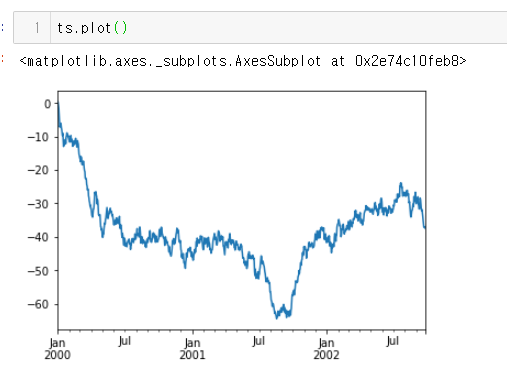 1 ts.plot()
<matplotlib.axes._subplots.AxesSubplot at 0x2e74c10feb8>
0
−10
−20
−30
−40
−50
−60
Jan Jul Jan Jul Jan Jul
2000 2001 2002